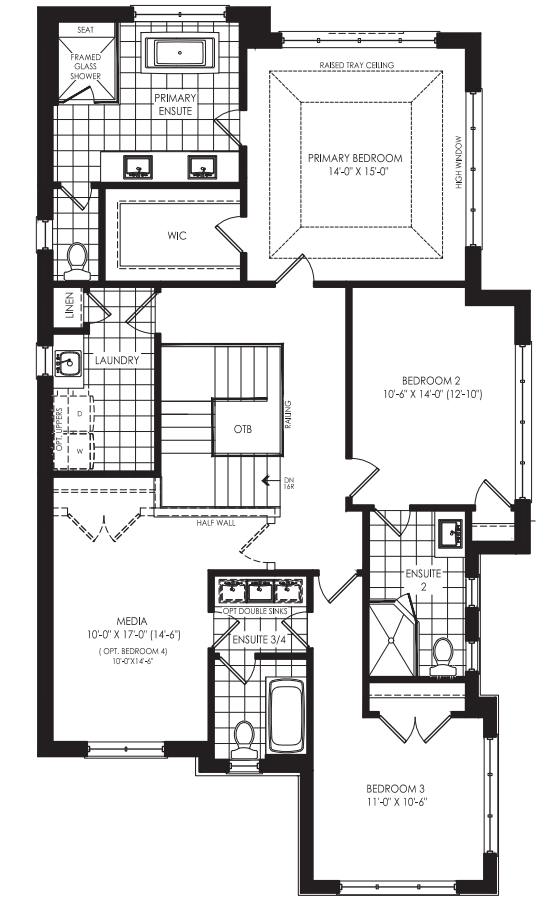 SEAT
FRAMED
GLASS
SHOWER
PRIMARY
ENSUITE
RAISED TRAY CEILING
PRIMARY BEDROOM
14'-0" X 15'-0"
HIGH WINDOW
WIC
LINEN
LAUNDRY
OPT. UPPERS
D
W
OTB
RAILING
DN
16R
HALF WALL
BEDROOM 2
10'-6" X 14'-0" (12'-10")
ENSUITE
2
OPT DOUBLE SINKS
ENSUITE 3/4
MEDIA
10'-0" X 17'-0" (14'-6")
( OPT. BEDROOM 4)
10'-0"X14'-6"
BEDROOM 3
11'-0" X 10'-6"